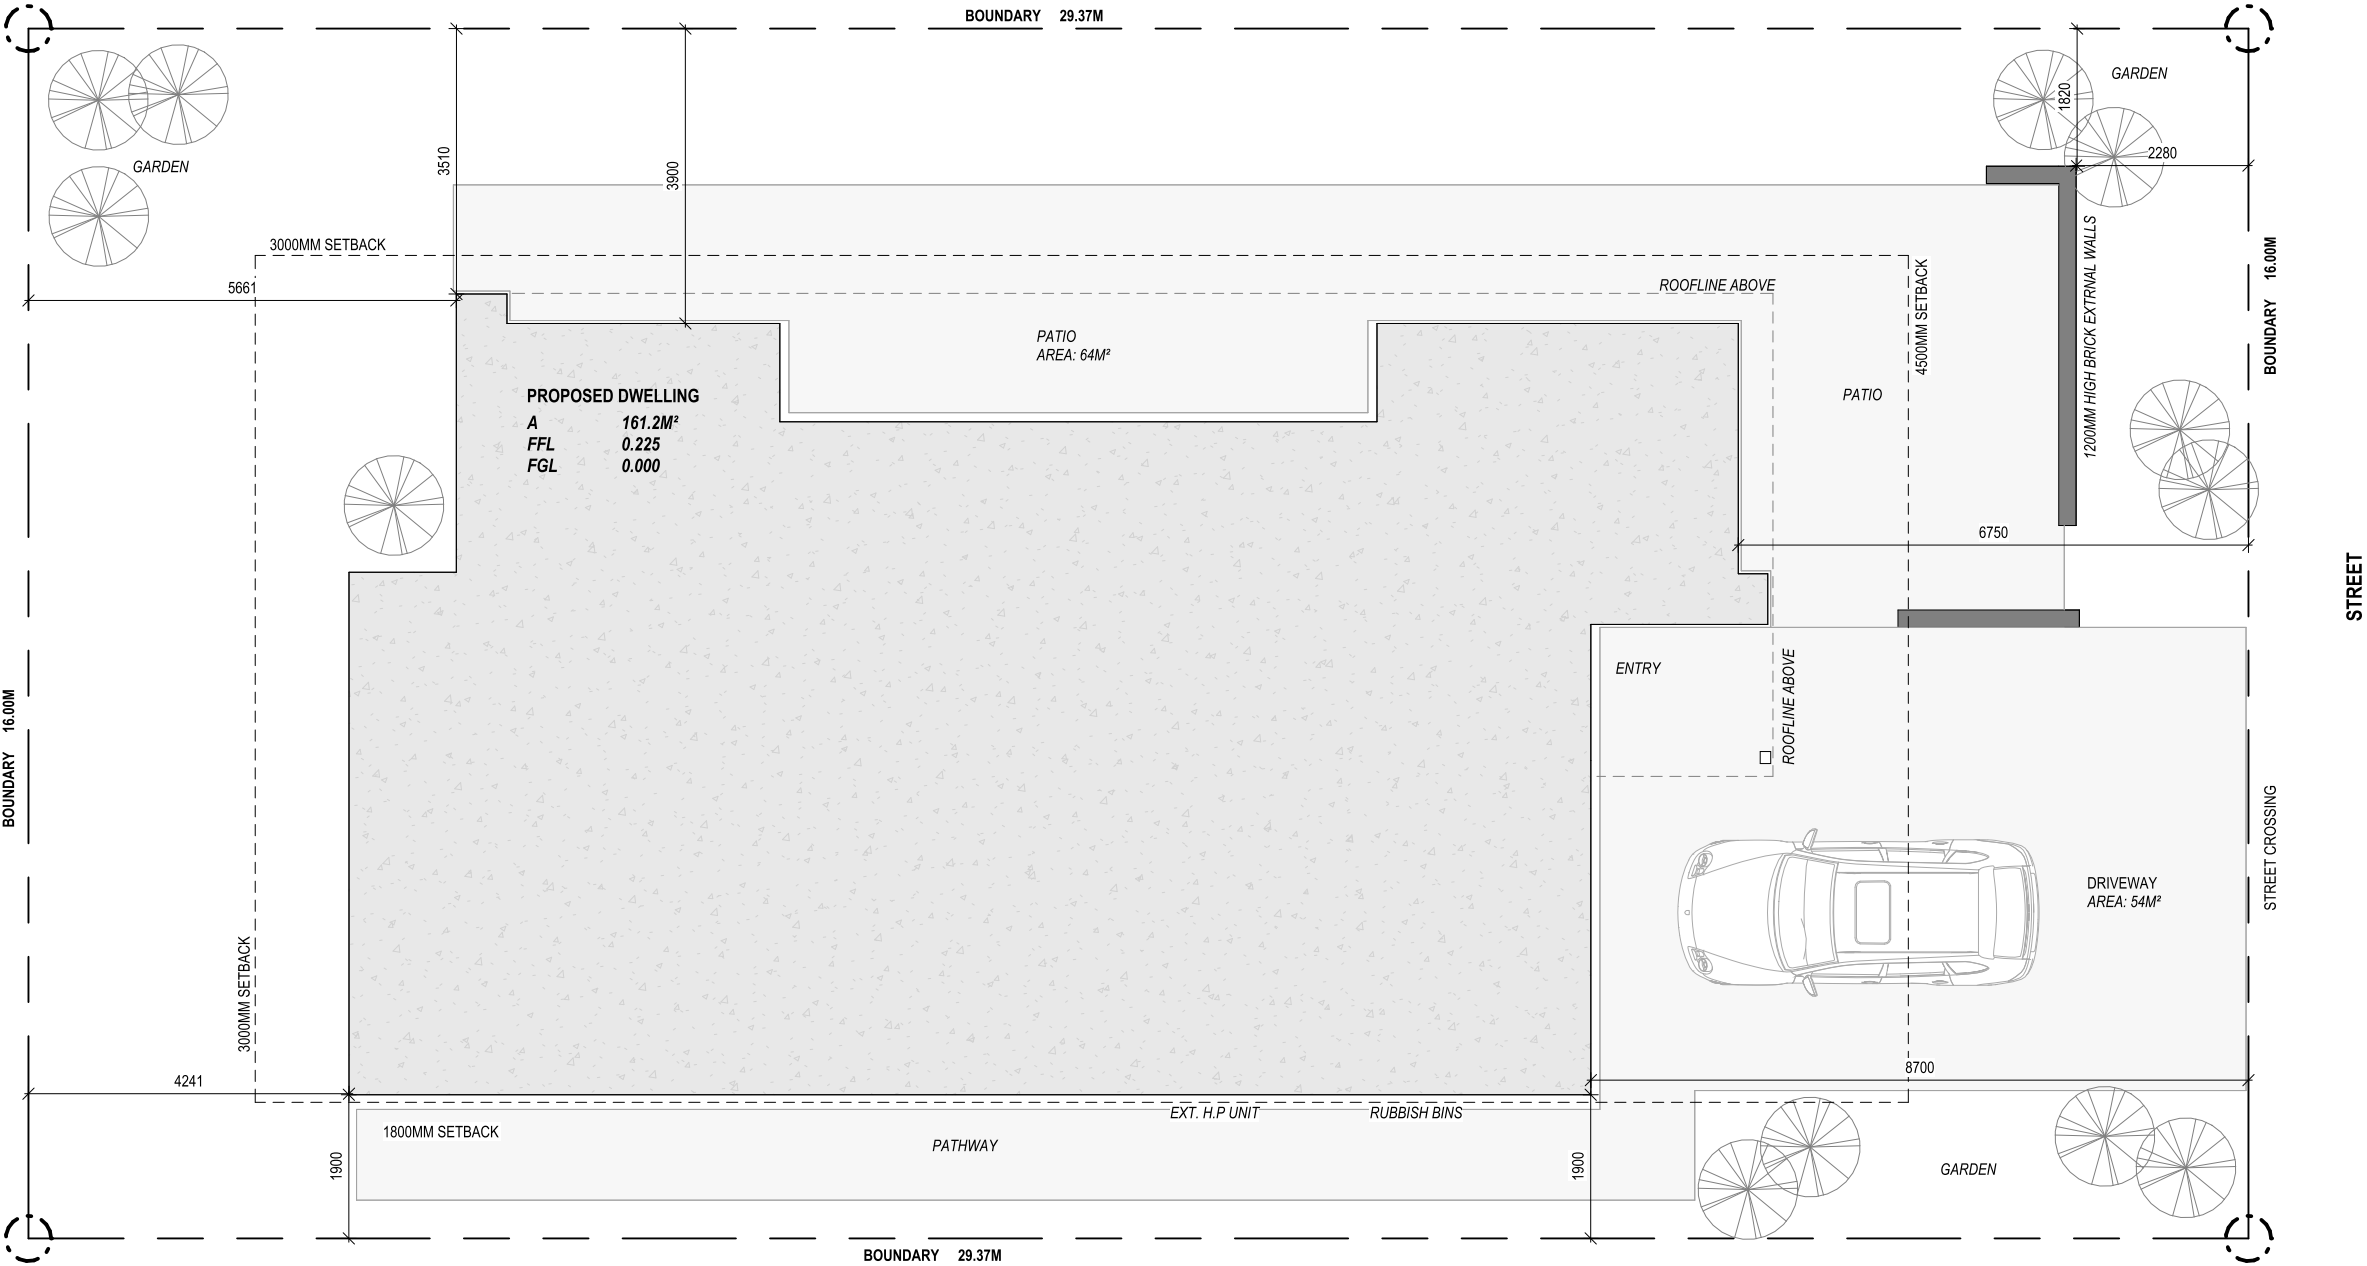 BOUNDARY 29.37M
GARDEN
1820
2280
3510
3900
GARDEN
3000MM SETBACK
5661
ROOFLINE ABOVE
4500MM SETBACK
1200MM HIGH BRICK EXTRNAL WALLS
BOUNDARY 16.00M
PATIO
AREA: 64M²
PATIO
PROPOSED DWELLING
A 161.2M²
FFL 0.225
FGL 0.000
6750
STREET
ENTRY
ROOFLINE ABOVE
BOUNDARY 16.00M
STREET CROSSING
DRIVEWAY
AREA: 54M²
3000MM SETBACK
4241
8700
EXT. H.P UNIT
RUBBISH BINS
1800MM SETBACK
PATHWAY
1900
1900
GARDEN
BOUNDARY 29.37M